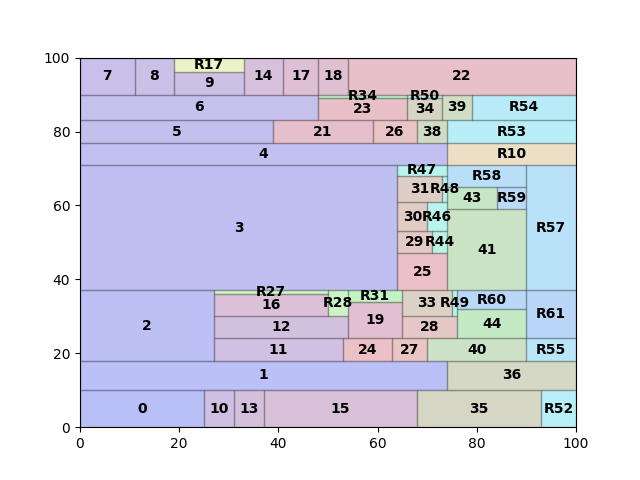 100
7 8 R17 9 14 17 18 22
R34 R50
6 23 34 39 R54
80
5 21 26 38 R53
4 R10
R47 R58
31 R48 43 R59
60
30 R46
3 R57
29 R44 41
25
40
R27 R28 R31 33 R49 R60
16 R61
2 12 19 28 44
11 24 27 40 R55
20
1 36
0 10 13 15 35 R52
0
0 20 40 60 80 100